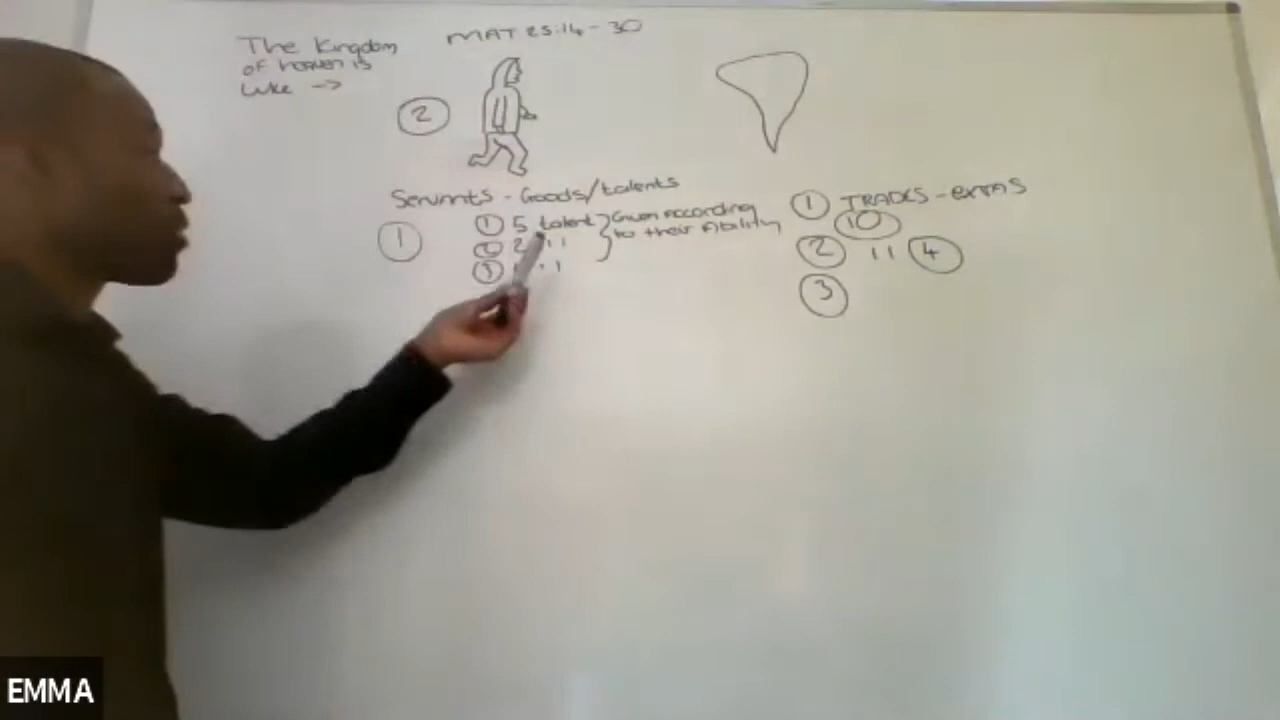 The Kingdom
of heaven is
like ->
MAT 25:14 - 30
2
Servants - Goods/talents
1
1 5 talent } Given According
to their Ability
2 2 11
3
1 TRADES - extras
10
2 11 4
3
EMMA